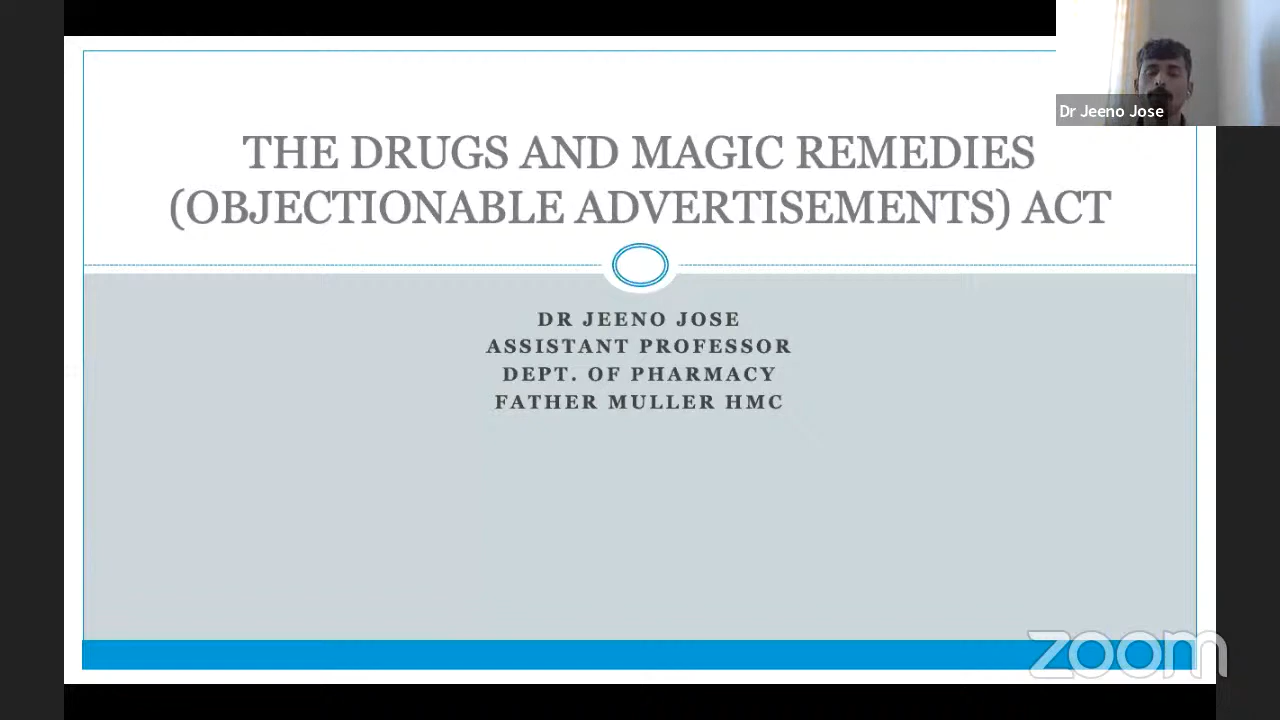 Dr Jeeno Jose
THE DRUGS AND MAGIC REMEDIES
(OBJECTIONABLE ADVERTISEMENTS) ACT
DR JEENO JOSE
ASSISTANT PROFESSOR
DEPT. OF PHARMACY
FATHER MULLER HMC
zoom